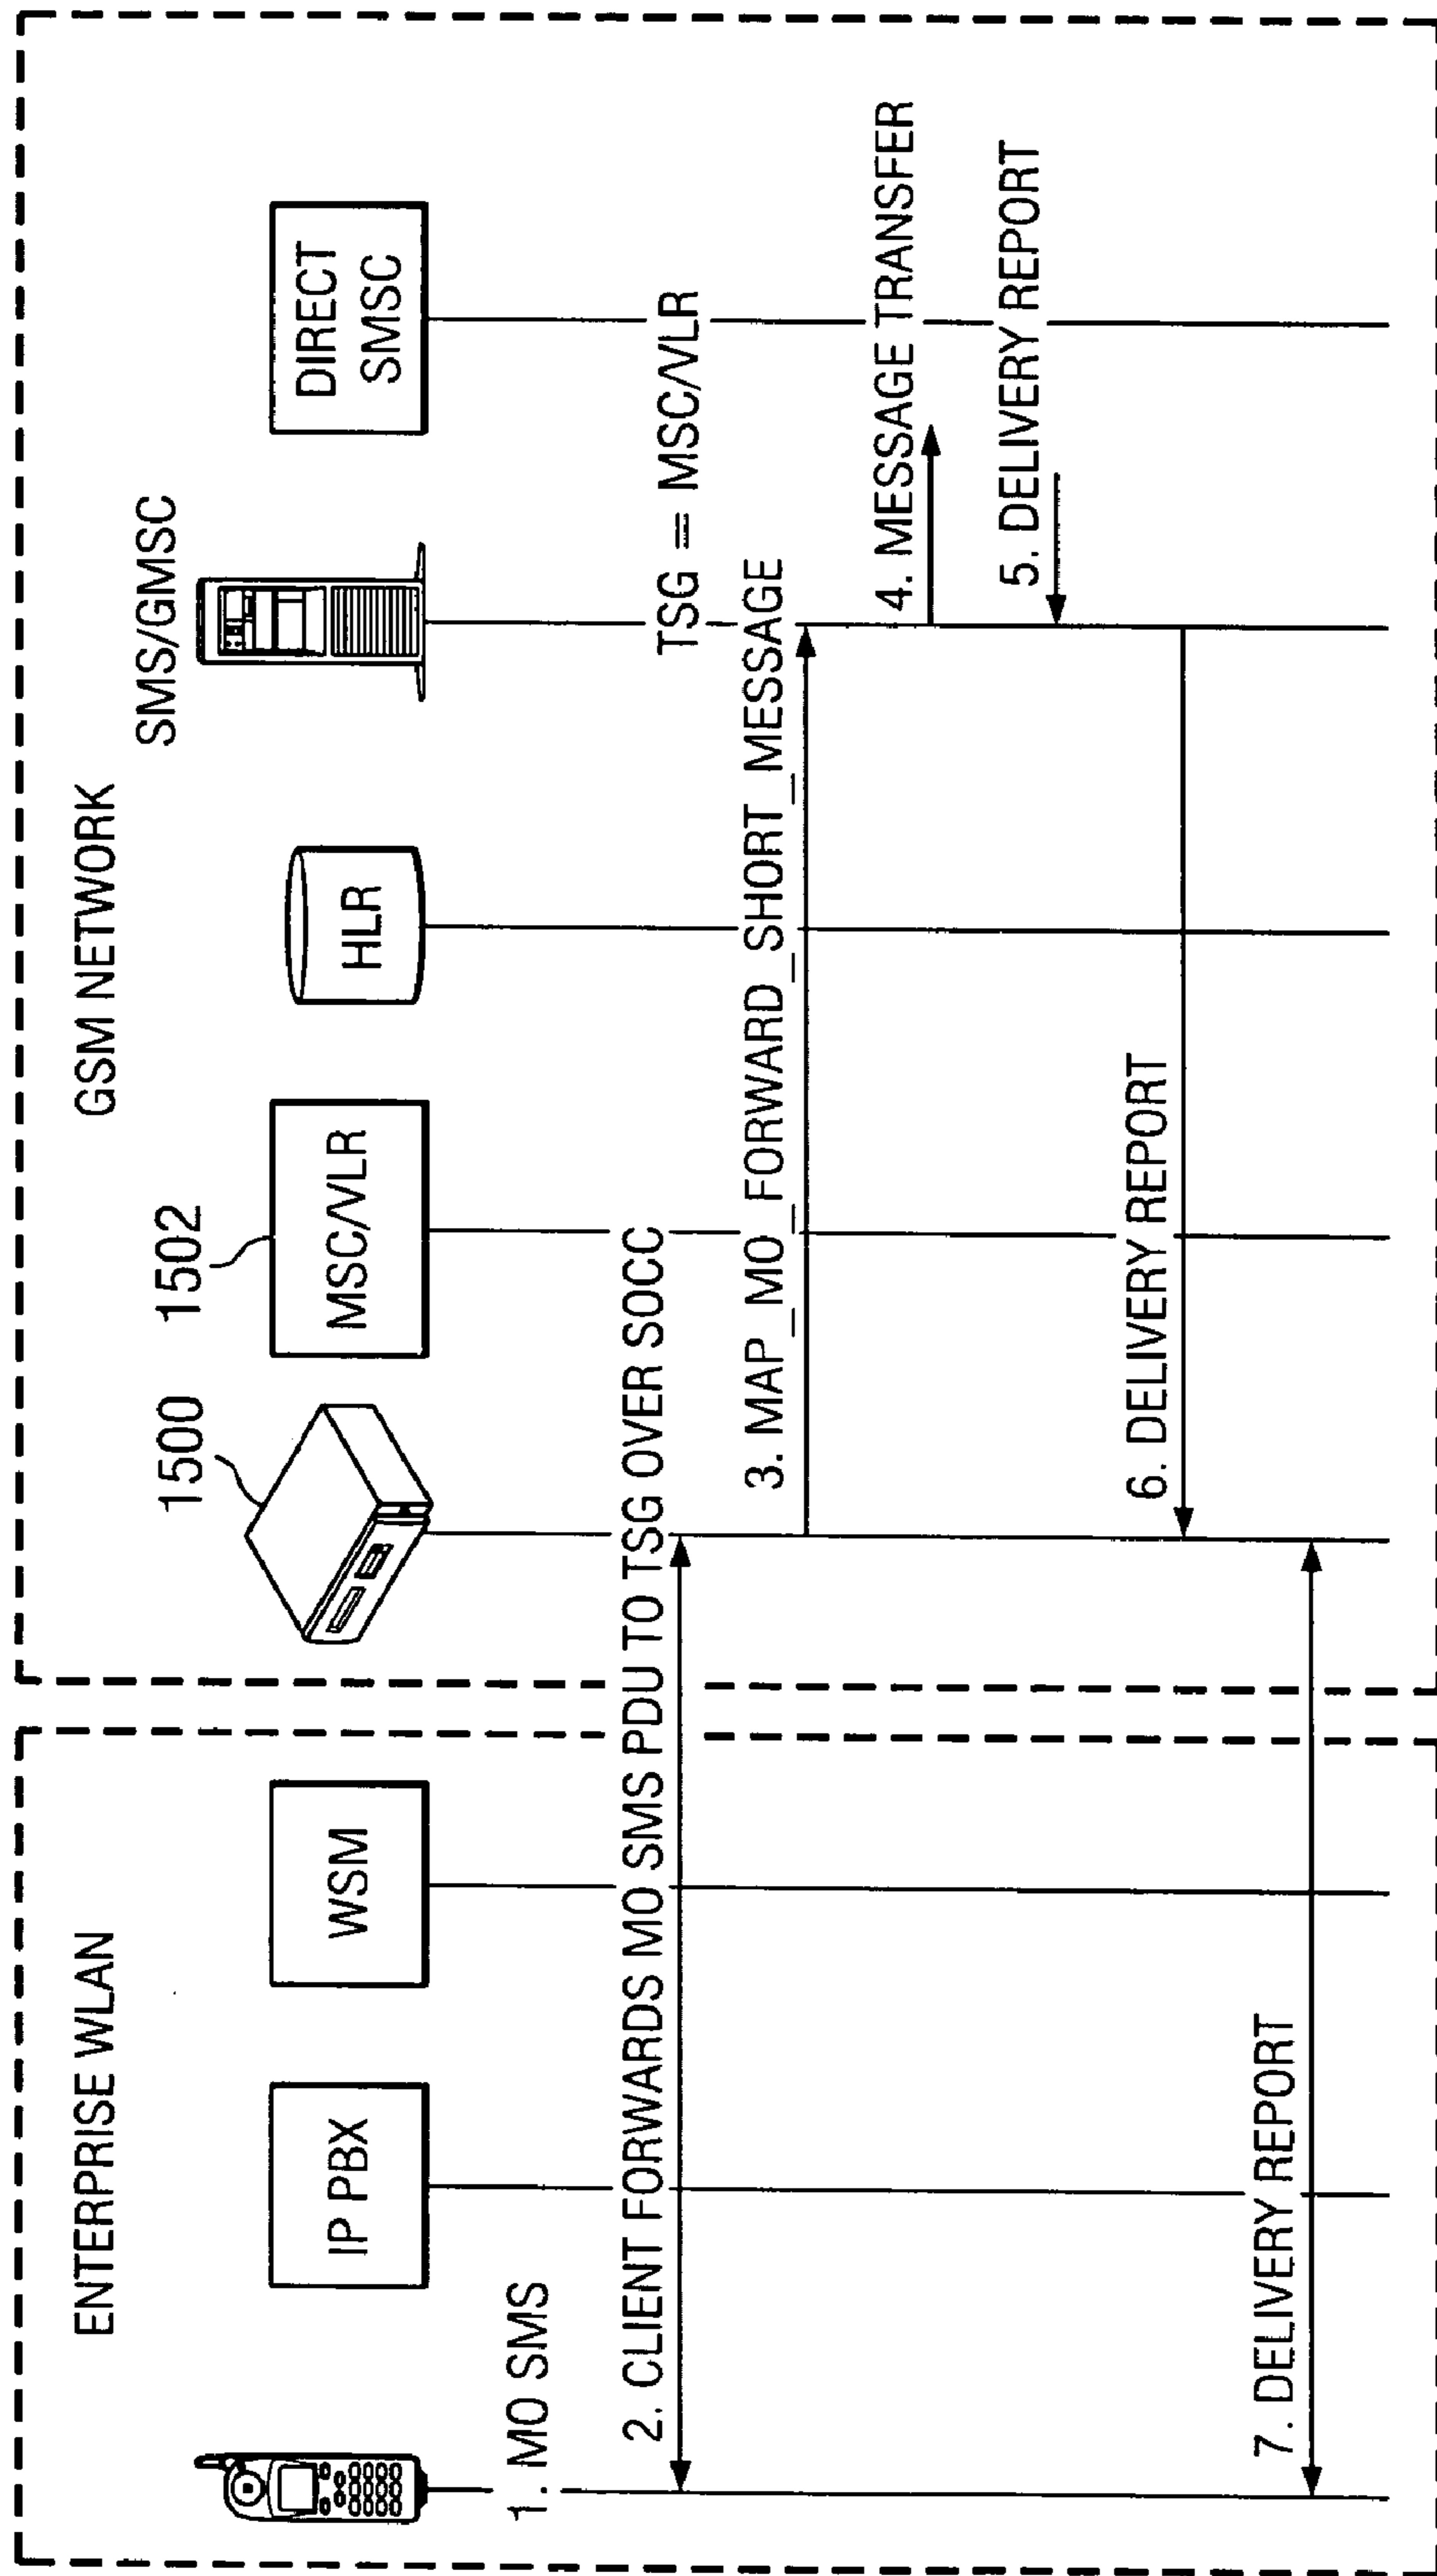 ENTERPRISE WLAN
GSM NETWORK
IP PBX
WSM
1500
1502
MSC/VLR
HLR
SMS/GMSC
DIRECT
SMSC
1. MO SMS
2. CLIENT FORWARDS MO SMS PDU TO TSG OVER SOCC
TSG = MSC/VLR
3. MAP_MO_FORWARD_SHORT_MESSAGE
4. MESSAGE TRANSFER
5. DELIVERY REPORT
6. DELIVERY REPORT
7. DELIVERY REPORT